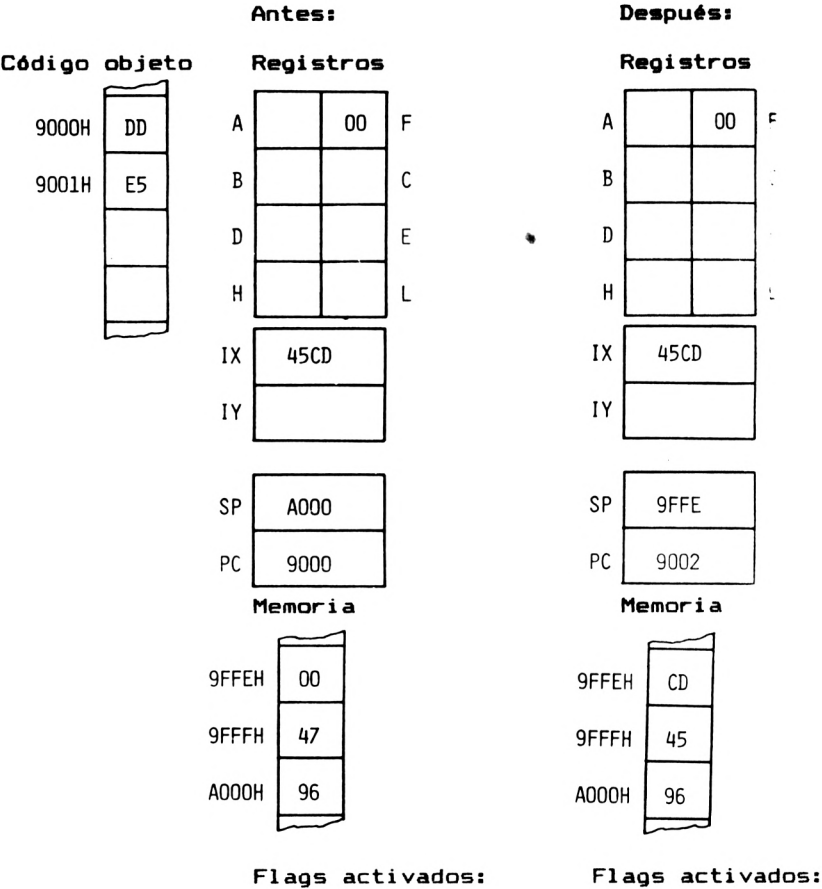 Antes: Después:
Código objeto Registros Registros
9000H DD A 00 F A 00 F
9001H E5 B C B
D E D
H L H
IX 45CD IX 45CD
IY IY
SP A000 SP 9FFE
PC 9000 PC 9002
Memoria Memoria
9FFEH 00 9FFEH CD
9FFFH 47 9FFFH 45
A000H 96 A000H 96
Flags activados: Flags activados: